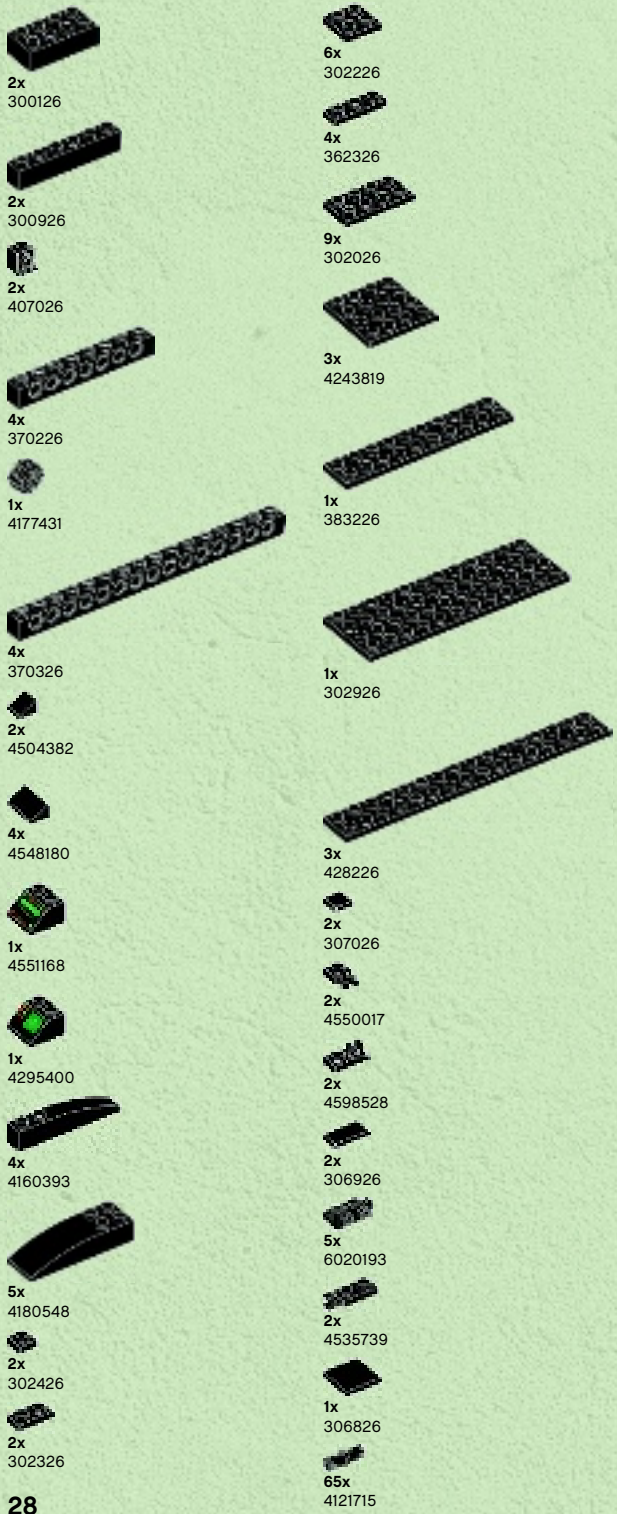 2x
300126
2x
300926
2x
407026
4x
370226
1x
4177431
4x
370326
2x
4504382
4x
4548180
1x
4551168
1x
4295400
4x
4160393
5x
4180548
2x
302426
2x
302326
28
6x
302226
4x
362326
9x
302026
3x
4243819
1x
383226
1x
302926
3x
428226
2x
307026
2x
4550017
2x
4598528
2x
306926
5x
6020193
2x
4535739
1x
306826
65x
4121715